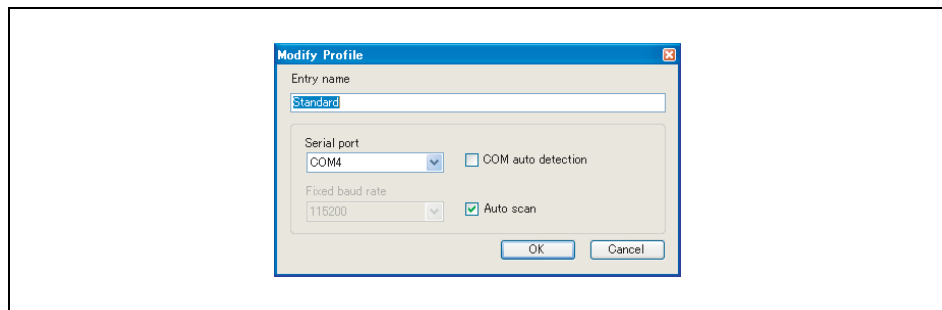 Modify Profile
Entry name
Standard
Serial port
COM4
COM auto detection
Fixed baud rate
115200
Auto scan
OK
Cancel